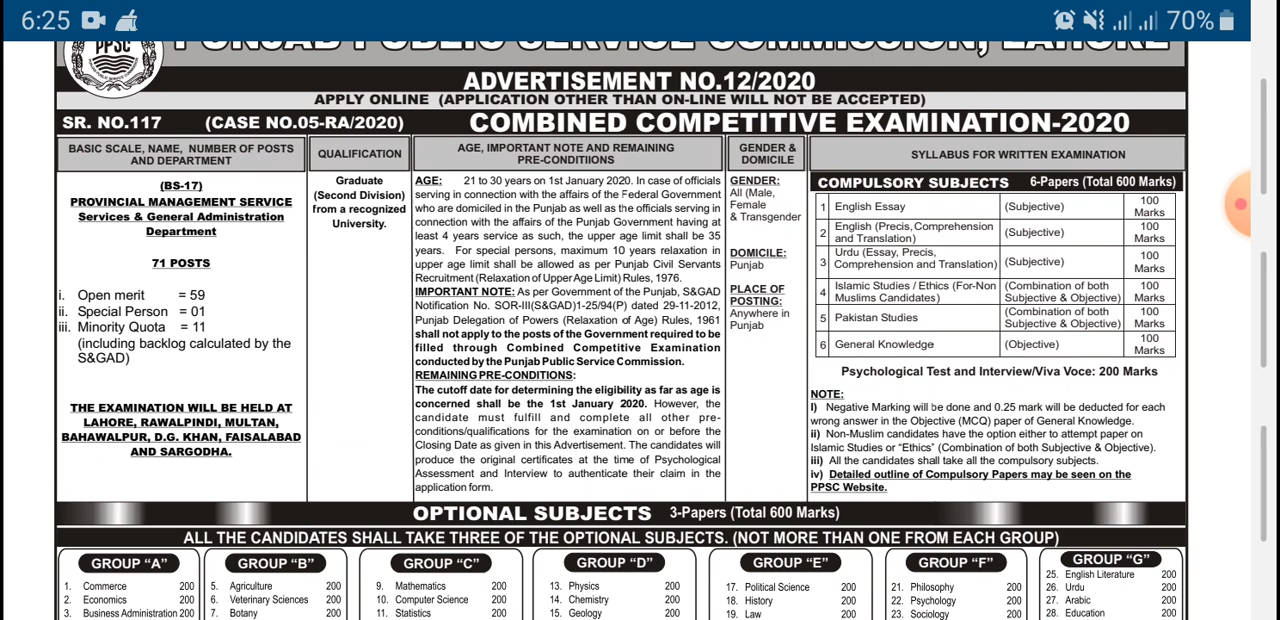 6:25
70%
PPSC
PUNJAB PUBLIC SERVICE COMMISSION, LAHORE
ADVERTISEMENT NO.12/2020
APPLY ONLINE (APPLICATION OTHER THAN ON-LINE WILL NOT BE ACCEPTED)
SR. NO.117 (CASE NO.05-RA/2020) COMBINED COMPETITIVE EXAMINATION-2020
BASIC SCALE, NAME, NUMBER OF POSTS
AND DEPARTMENT
(BS-17)
PROVINCIAL MANAGEMENT SERVICE
Services & General Administration
Department
71 POSTS
i. Open merit = 59
ii. Special Person = 01
iii. Minority Quota = 11
(including backlog calculated by the
S&GAD)
THE EXAMINATION WILL BE HELD AT
LAHORE, RAWALPINDI, MULTAN,
BAHAWALPUR, D.G. KHAN, FAISALABAD
AND SARGODHA.
QUALIFICATION
Graduate
(Second Division)
from a recognized
University.
AGE, IMPORTANT NOTE AND REMAINING
PRE-CONDITIIONS
AGE: 21 to 30 years on 1st January 2020. In case of officials
serving in connection with the affairs of the Federal Government
who are domiciled in the Punjab as well as the officials serving in
connection with the affairs of the Punjab Government having at
least 4 years service as such, the upper age limit shall be 35
years. For special persons, maximum 10 years relaxation in
upper age limit shall be allowed as per Punjab Civil Servants
Recruitment (Relaxation of Upper Age Limit) Rules, 1976.
IMPORTANT NOTE: As per Government of the Punjab, S&GAD
Notification No. SOR-III(S&GAD)1-25/94(P) dated 29-11-2012,
Punjab Delegation of Powers (Relaxation of Age) Rules, 1961
shall not apply to the posts of the Government required to be
filled through Combined Competitive Examination
conducted by the Punjab Public Service Commission.
REMAINING PRE-CONDITIONS:
The cutoff date for determining the eligibility as far as age is
concerned shall be the 1st January 2020. However, the
candidate must fulfill and complete all other pre-
conditions/qualifications for the examination on or before the
Closing Date as given in this Advertisement. The candidates will
produce the original certificates at the time of Psychological
Assessment and Interview to authenticate their claim in the
application form.
GENDER &
DOMICILE
GENDER:
All (Male,
Female
& Transgender
DOMICILE:
Punjab
PLACE OF
POSTING:
Anywhere in
Punjab
SYLLABUS FOR WRITTEN EXAMINATION
COMPULSORY SUBJECTS 6-Papers (Total 600 Marks)
1 English Essay (Subjective) 100 Marks
2 English (Precis, Comprehension and Translation) (Subjective) 100 Marks
3 Urdu (Essay, Precis, Comprehension and Translation) (Subjective) 100 Marks
4 Islamic Studies / Ethics (For-Non Muslims Candidates) (Combination of both Subjective & Objective) 100 Marks
5 Pakistan Studies (Combination of both Subjective & Objective) 100 Marks
6 General Knowledge (Objective) 100 Marks
Psychological Test and Interview/Viva Voce: 200 Marks
NOTE:
I) Negative Marking will be done and 0.25 mark will be deducted for each
wrong answer in the Objective (MCQ) paper of General Knowledge.
ii) Non-Muslim candidates have the option either to attempt paper on
Islamic Studies or “Ethics” (Combination of both Subjective & Objective).
iii) All the candidates shall take all the compulsory subjects.
iv) Detailed outline of Compulsory Papers may be seen on the
PPSC Website.
OPTIONAL SUBJECTS 3-Papers (Total 600 Marks)
ALL THE CANDIDATES SHALL TAKE THREE OF THE OPTIONAL SUBJECTS. (NOT MORE THAN ONE FROM EACH GROUP)
GROUP “A”
1. Commerce 200
2. Economics 200
3. Business Administration 200
GROUP “B”
5. Agriculture 200
6. Veterinary Sciences 200
7. Botany 200
GROUP “C”
9. Mathematics 200
10. Computer Science 200
11. Statistics 200
GROUP “D”
13. Physics 200
14. Chemistry 200
15. Geology 200
GROUP “E”
17. Political Science 200
18. History 200
19. Law 200
GROUP “F”
21. Philosophy 200
22. Psychology 200
23. Sociology 200
GROUP “G”
25. English Literature 200
26. Urdu 200
27. Arabic 200
28. Education 200